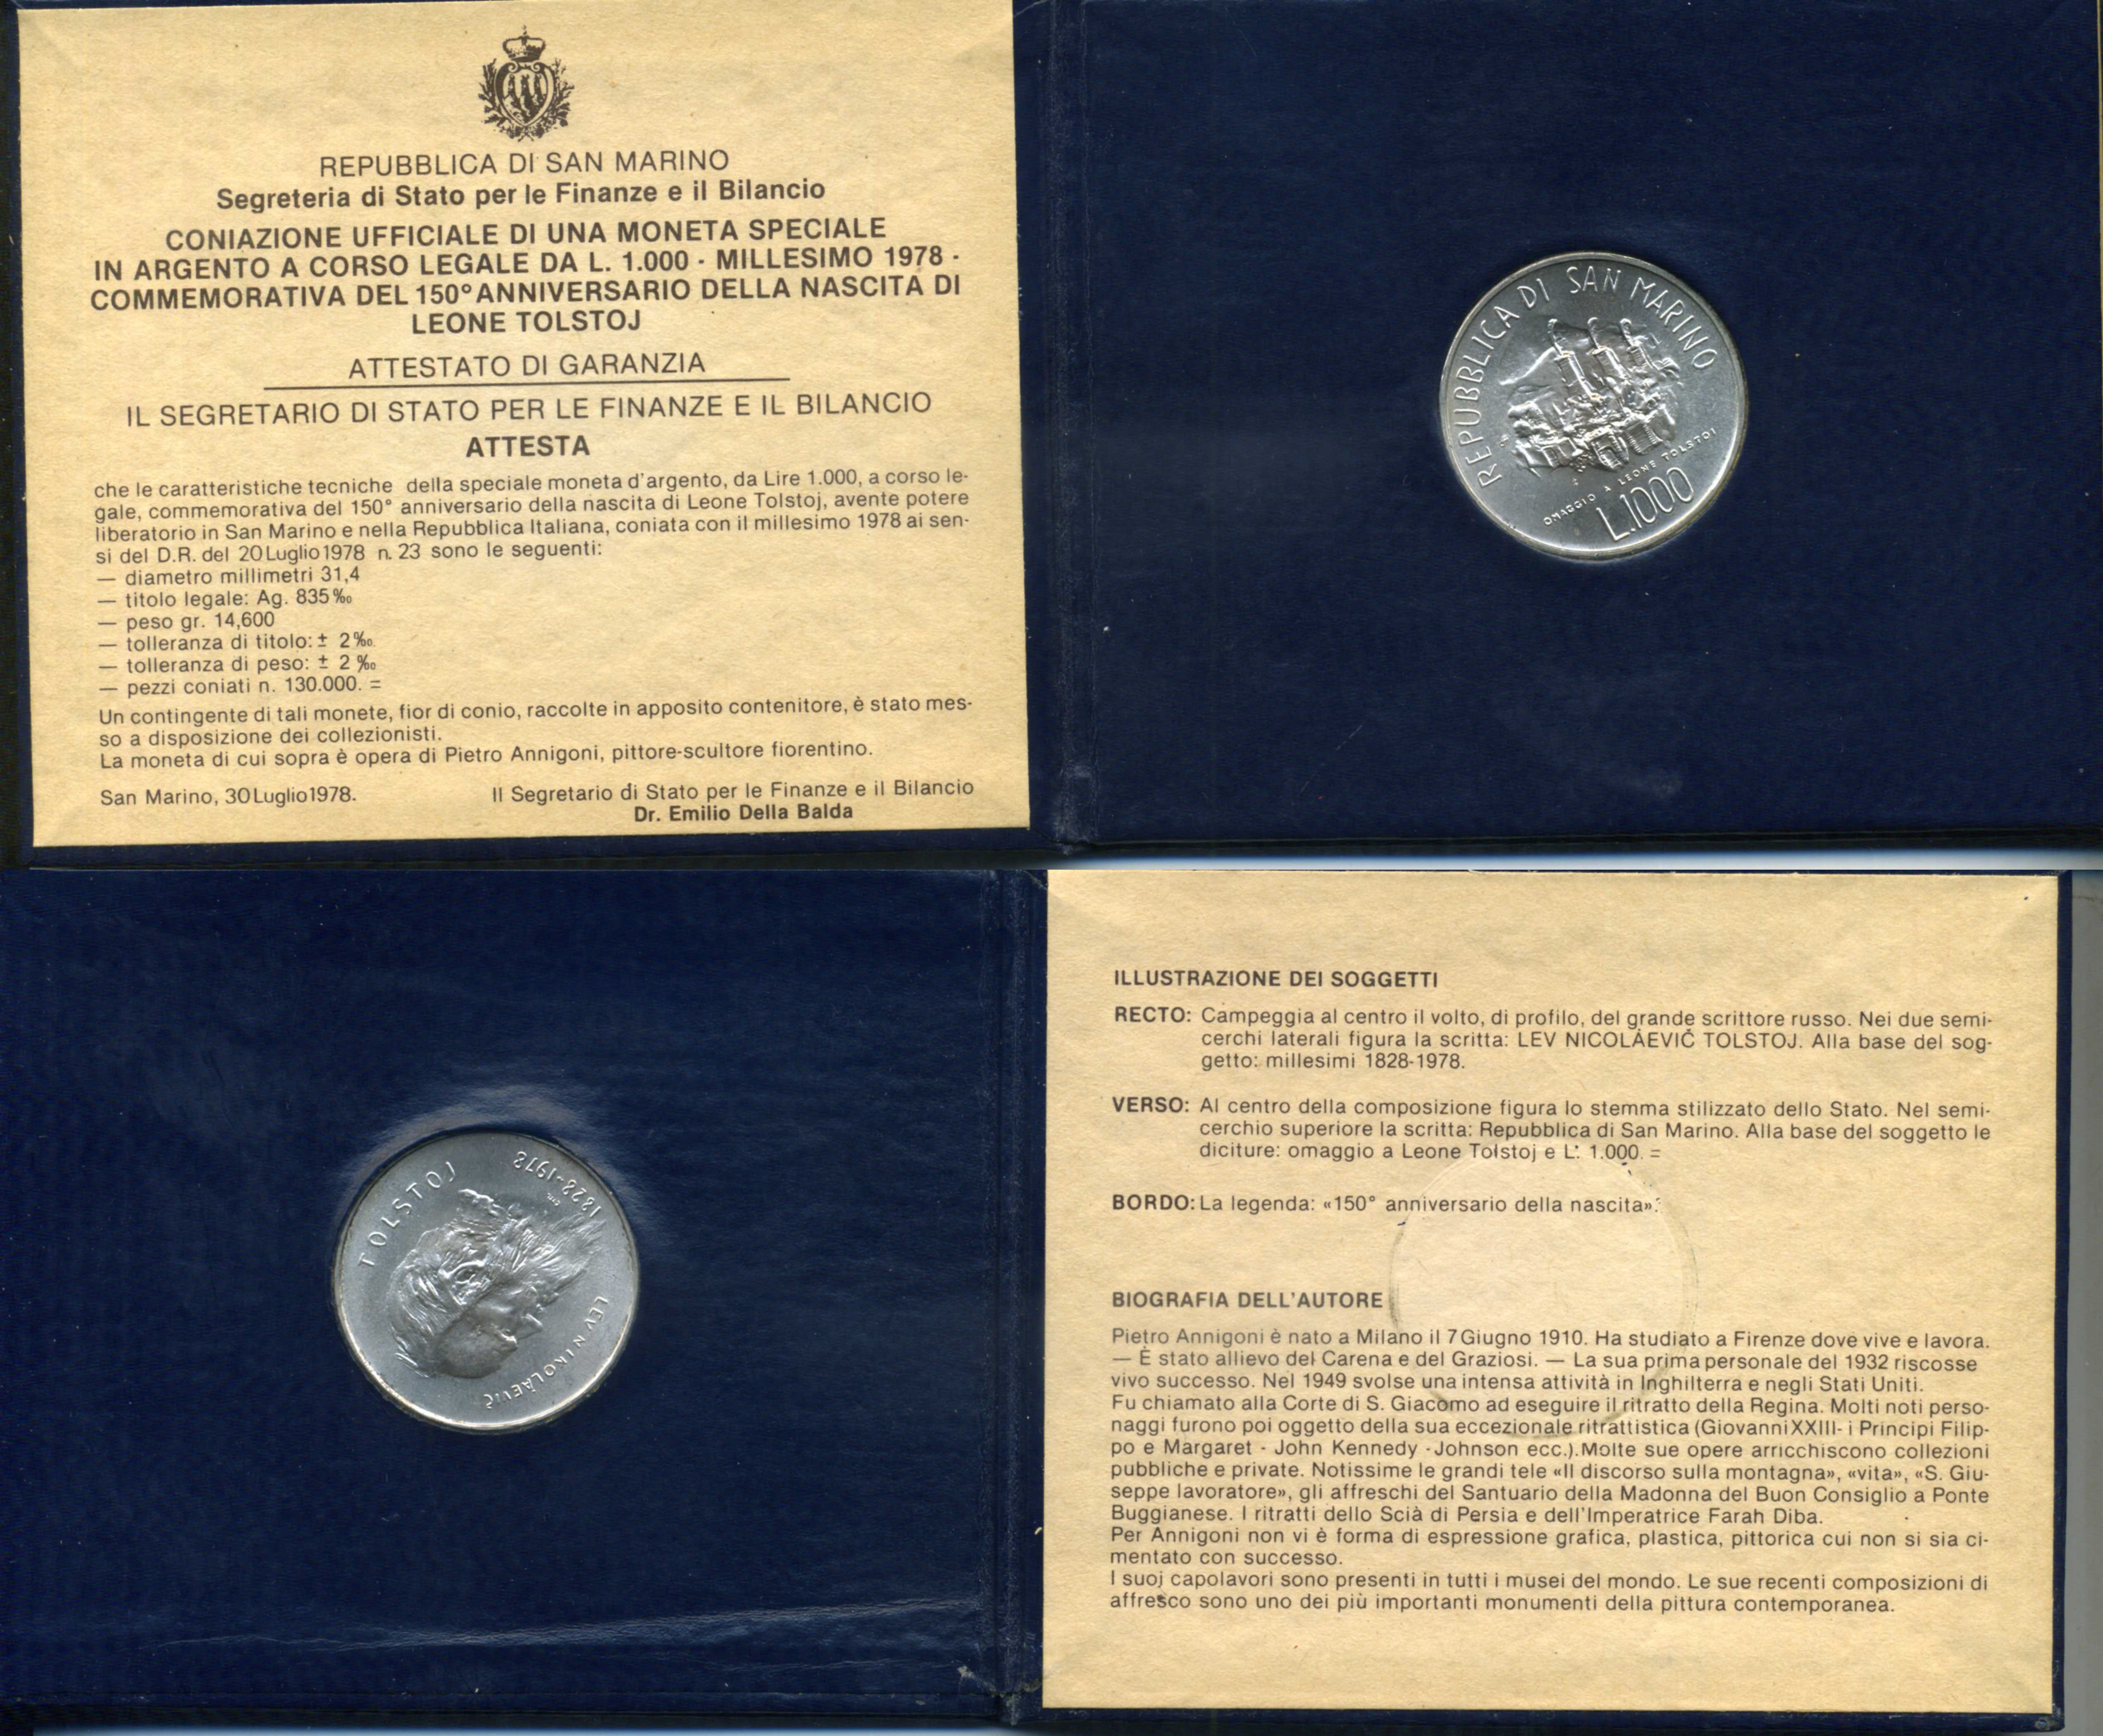 REPUBBLICA DI SAN MARINO
Segreteria di Stato per le Finanze e il Bilancio
CONIAZIONE UFFICIALE DI UNA MONETA SPECIALE
IN ARGENTO A CORSO LEGALE DA L. 1.000 - MILLESIMO 1978 -
COMMEMORATIVA DEL 150° ANNIVERSARIO DELLA NASCITA DI
LEONE TOLSTOJ
ATTESTATO DI GARANZIA
IL SEGRETARIO DI STATO PER LE FINANZE E IL BILANCIO
ATTESTA
che le caratteristiche tecniche della speciale moneta d'argento, da Lire 1.000, a corso le-
gale, commemorativa del 150° anniversario della nascita di Leone Tolstoj, avente potere
liberatorio in San Marino e nella Repubblica Italiana, coniata con il millesimo 1978 ai sen-
si del D.R. del 20 Luglio 1978 n. 23 sono le seguenti:
— diametro millimetri 31,4
— titolo legale: Ag. 835‰
— peso gr. 14,600
— tolleranza di titolo: ± 2‰
— tolleranza di peso: ± 2 ‰
— pezzi coniati n. 130.000. =
Un contingente di tali monete, fior di conio, raccolte in apposito contenitore, è stato mes-
so a disposizione dei collezionisti.
La moneta di cui sopra è opera di Pietro Annigoni, pittore-scultore fiorentino.
San Marino, 30 Luglio 1978.
Il Segretario di Stato per le Finanze e il Bilancio
Dr. Emilio Della Balda
REPUBBLICA DI SAN MARINO
OMAGGIO A LEONE TOLSTOI
L.1000
TOLSTOJ
1828-1978
LEV NIKOLÀEVIČ
ILLUSTRAZIONE DEI SOGGETTI
RECTO: Campeggia al centro il volto, di profilo, del grande scrittore russo. Nei due semi-
cerchi laterali figura la scritta: LEV NICOLÀEVIČ TOLSTOJ. Alla base del sog-
getto: millesimi 1828-1978.
VERSO: Al centro della composizione figura lo stemma stilizzato dello Stato. Nel semi-
cerchio superiore la scritta: Repubblica di San Marino. Alla base del soggetto le
diciture: omaggio a Leone Tolstoj e L. 1.000. =
BORDO: La legenda: «150° anniversario della nascita».
BIOGRAFIA DELL'AUTORE
Pietro Annigoni è nato a Milano il 7 Giugno 1910. Ha studiato a Firenze dove vive e lavora.
— È stato allievo del Carena e del Graziosi. — La sua prima personale del 1932 riscosse
vivo successo. Nel 1949 svolse una intensa attività in Inghilterra e negli Stati Uniti.
Fu chiamato alla Corte di S. Giacomo ad eseguire il ritratto della Regina. Molti noti perso-
naggi furono poi oggetto della sua eccezionale ritrattistica (Giovanni XXIII- i Principi Filip-
po e Margaret - John Kennedy - Johnson ecc.). Molte sue opere arricchiscono collezioni
pubbliche e private. Notissime le grandi tele «Il discorso sulla montagna», «vita», «S. Giu-
seppe lavoratore», gli affreschi del Santuario della Madonna del Buon Consiglio a Ponte
Buggianese. I ritratti dello Scià di Persia e dell'Imperatrice Farah Diba.
Per Annigoni non vi è forma di espressione grafica, plastica, pittorica cui non si sia ci-
mentato con successo.
I suoi capolavori sono presenti in tutti i musei del mondo. Le sue recenti composizioni di
affresco sono uno dei più importanti monumenti della pittura contemporanea.